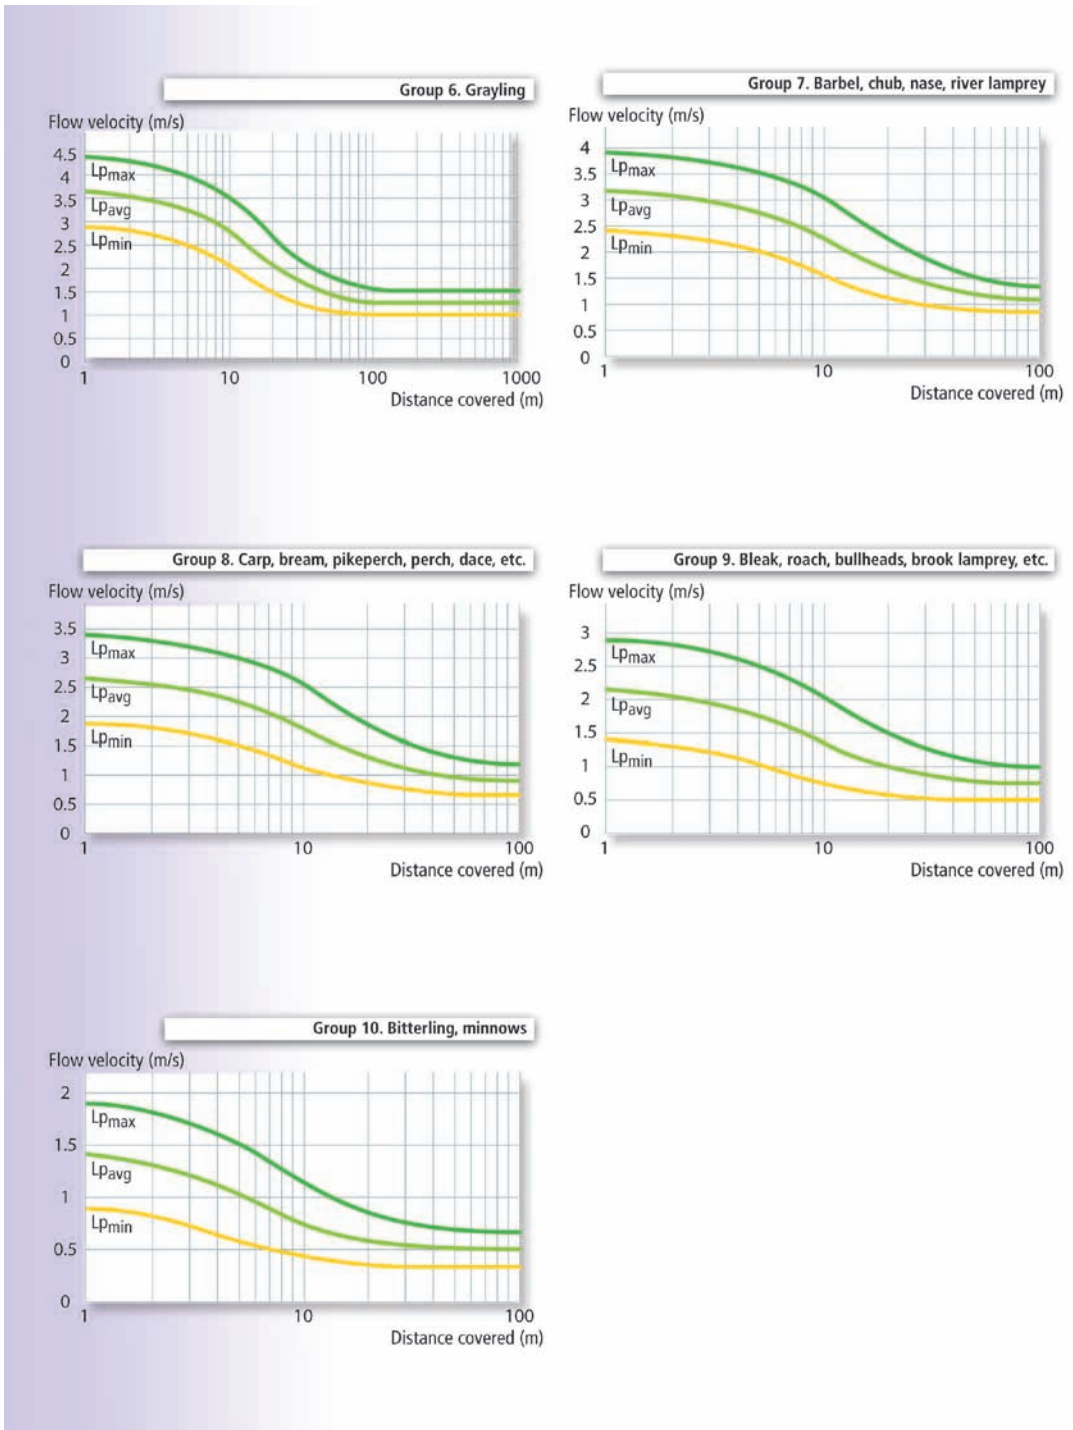 Group 6. Grayling
Flow velocity (m/s)
4.5
4
3.5
3
2.5
2
1.5
1
0.5
0
Lpmax
Lpavg
Lpmin
1 10 100 1000
Distance covered (m)
Group 7. Barbel, chub, nase, river lamprey
Flow velocity (m/s)
4
3.5
3
2.5
2
1.5
1
0.5
0
Lpmax
Lpavg
Lpmin
1 10 100
Distance covered (m)
Group 8. Carp, bream, pikeperch, perch, dace, etc.
Flow velocity (m/s)
3.5
3
2.5
2
1.5
1
0.5
0
Lpmax
Lpavg
Lpmin
1 10 100
Distance covered (m)
Group 9. Bleak, roach, bullheads, brook lamprey, etc.
Flow velocity (m/s)
3
2.5
2
1.5
1
0.5
0
Lpmax
Lpavg
Lpmin
1 10 100
Distance covered (m)
Group 10. Bitterling, minnows
Flow velocity (m/s)
2
1.5
1
0.5
0
Lpmax
Lpavg
Lpmin
1 10 100
Distance covered (m)